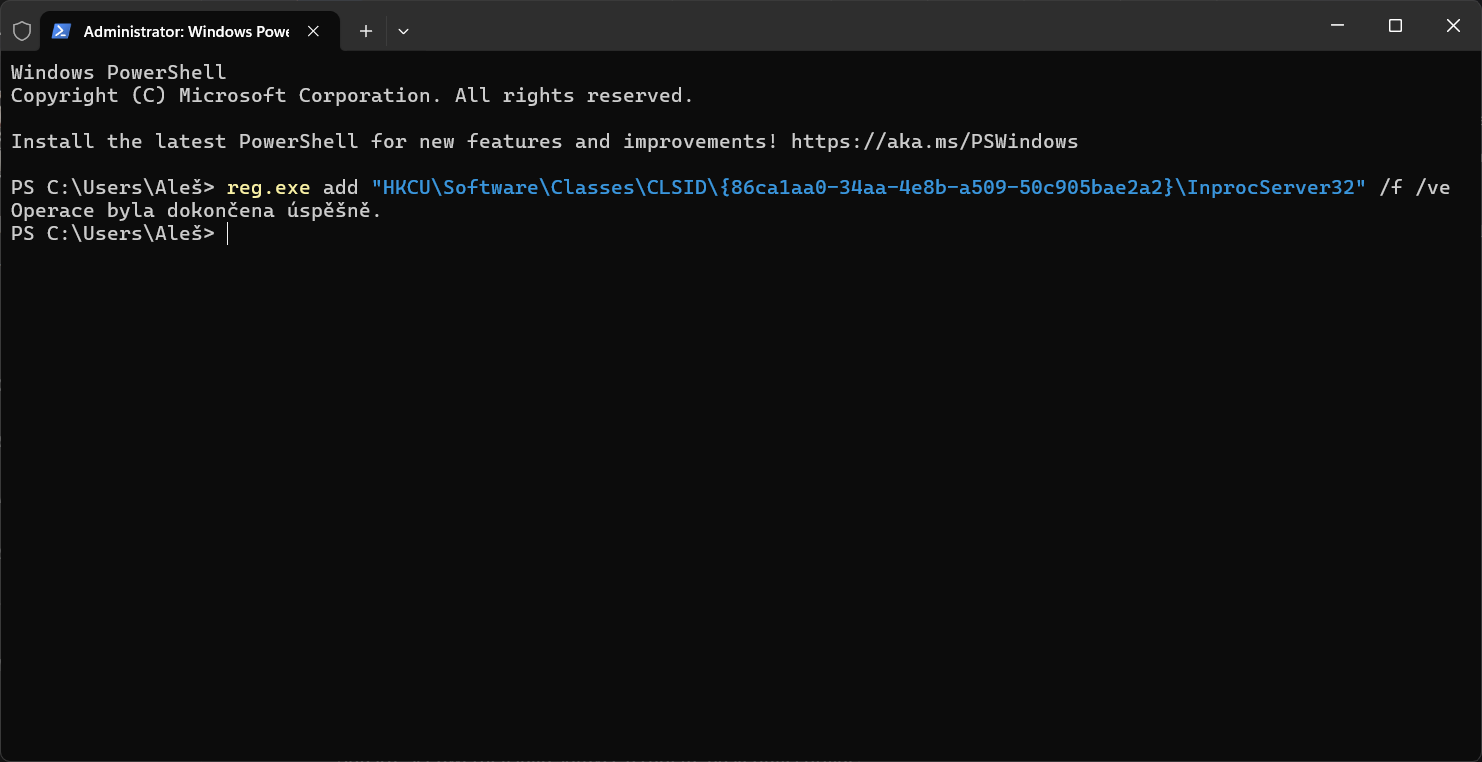 Administrator: Windows Powe
Windows PowerShell
Copyright (C) Microsoft Corporation. All rights reserved.
Install the latest PowerShell for new features and improvements! https://aka.ms/PSWindows
PS C:\Users\Aleš> reg.exe add "HKCU\Software\Classes\CLSID\{86ca1aa0-34aa-4e8b-a509-50c905bae2a2}\InprocServer32" /f /ve
Operace byla dokončena úspěšně.
PS C:\Users\Aleš>